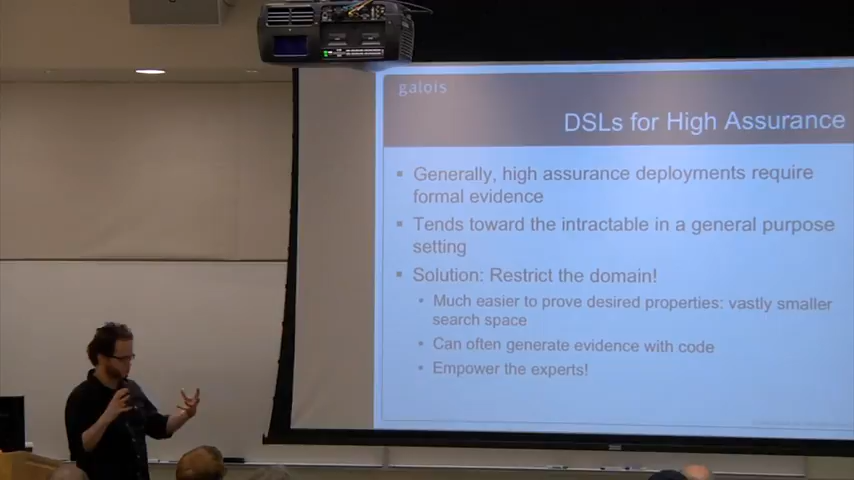 galois
DSLs for High Assurance
▪ Generally, high assurance deployments require
formal evidence
▪ Tends toward the intractable in a general purpose
setting
▪ Solution: Restrict the domain!
• Much easier to prove desired properties: vastly smaller
search space
• Can often generate evidence with code
• Empower the experts!